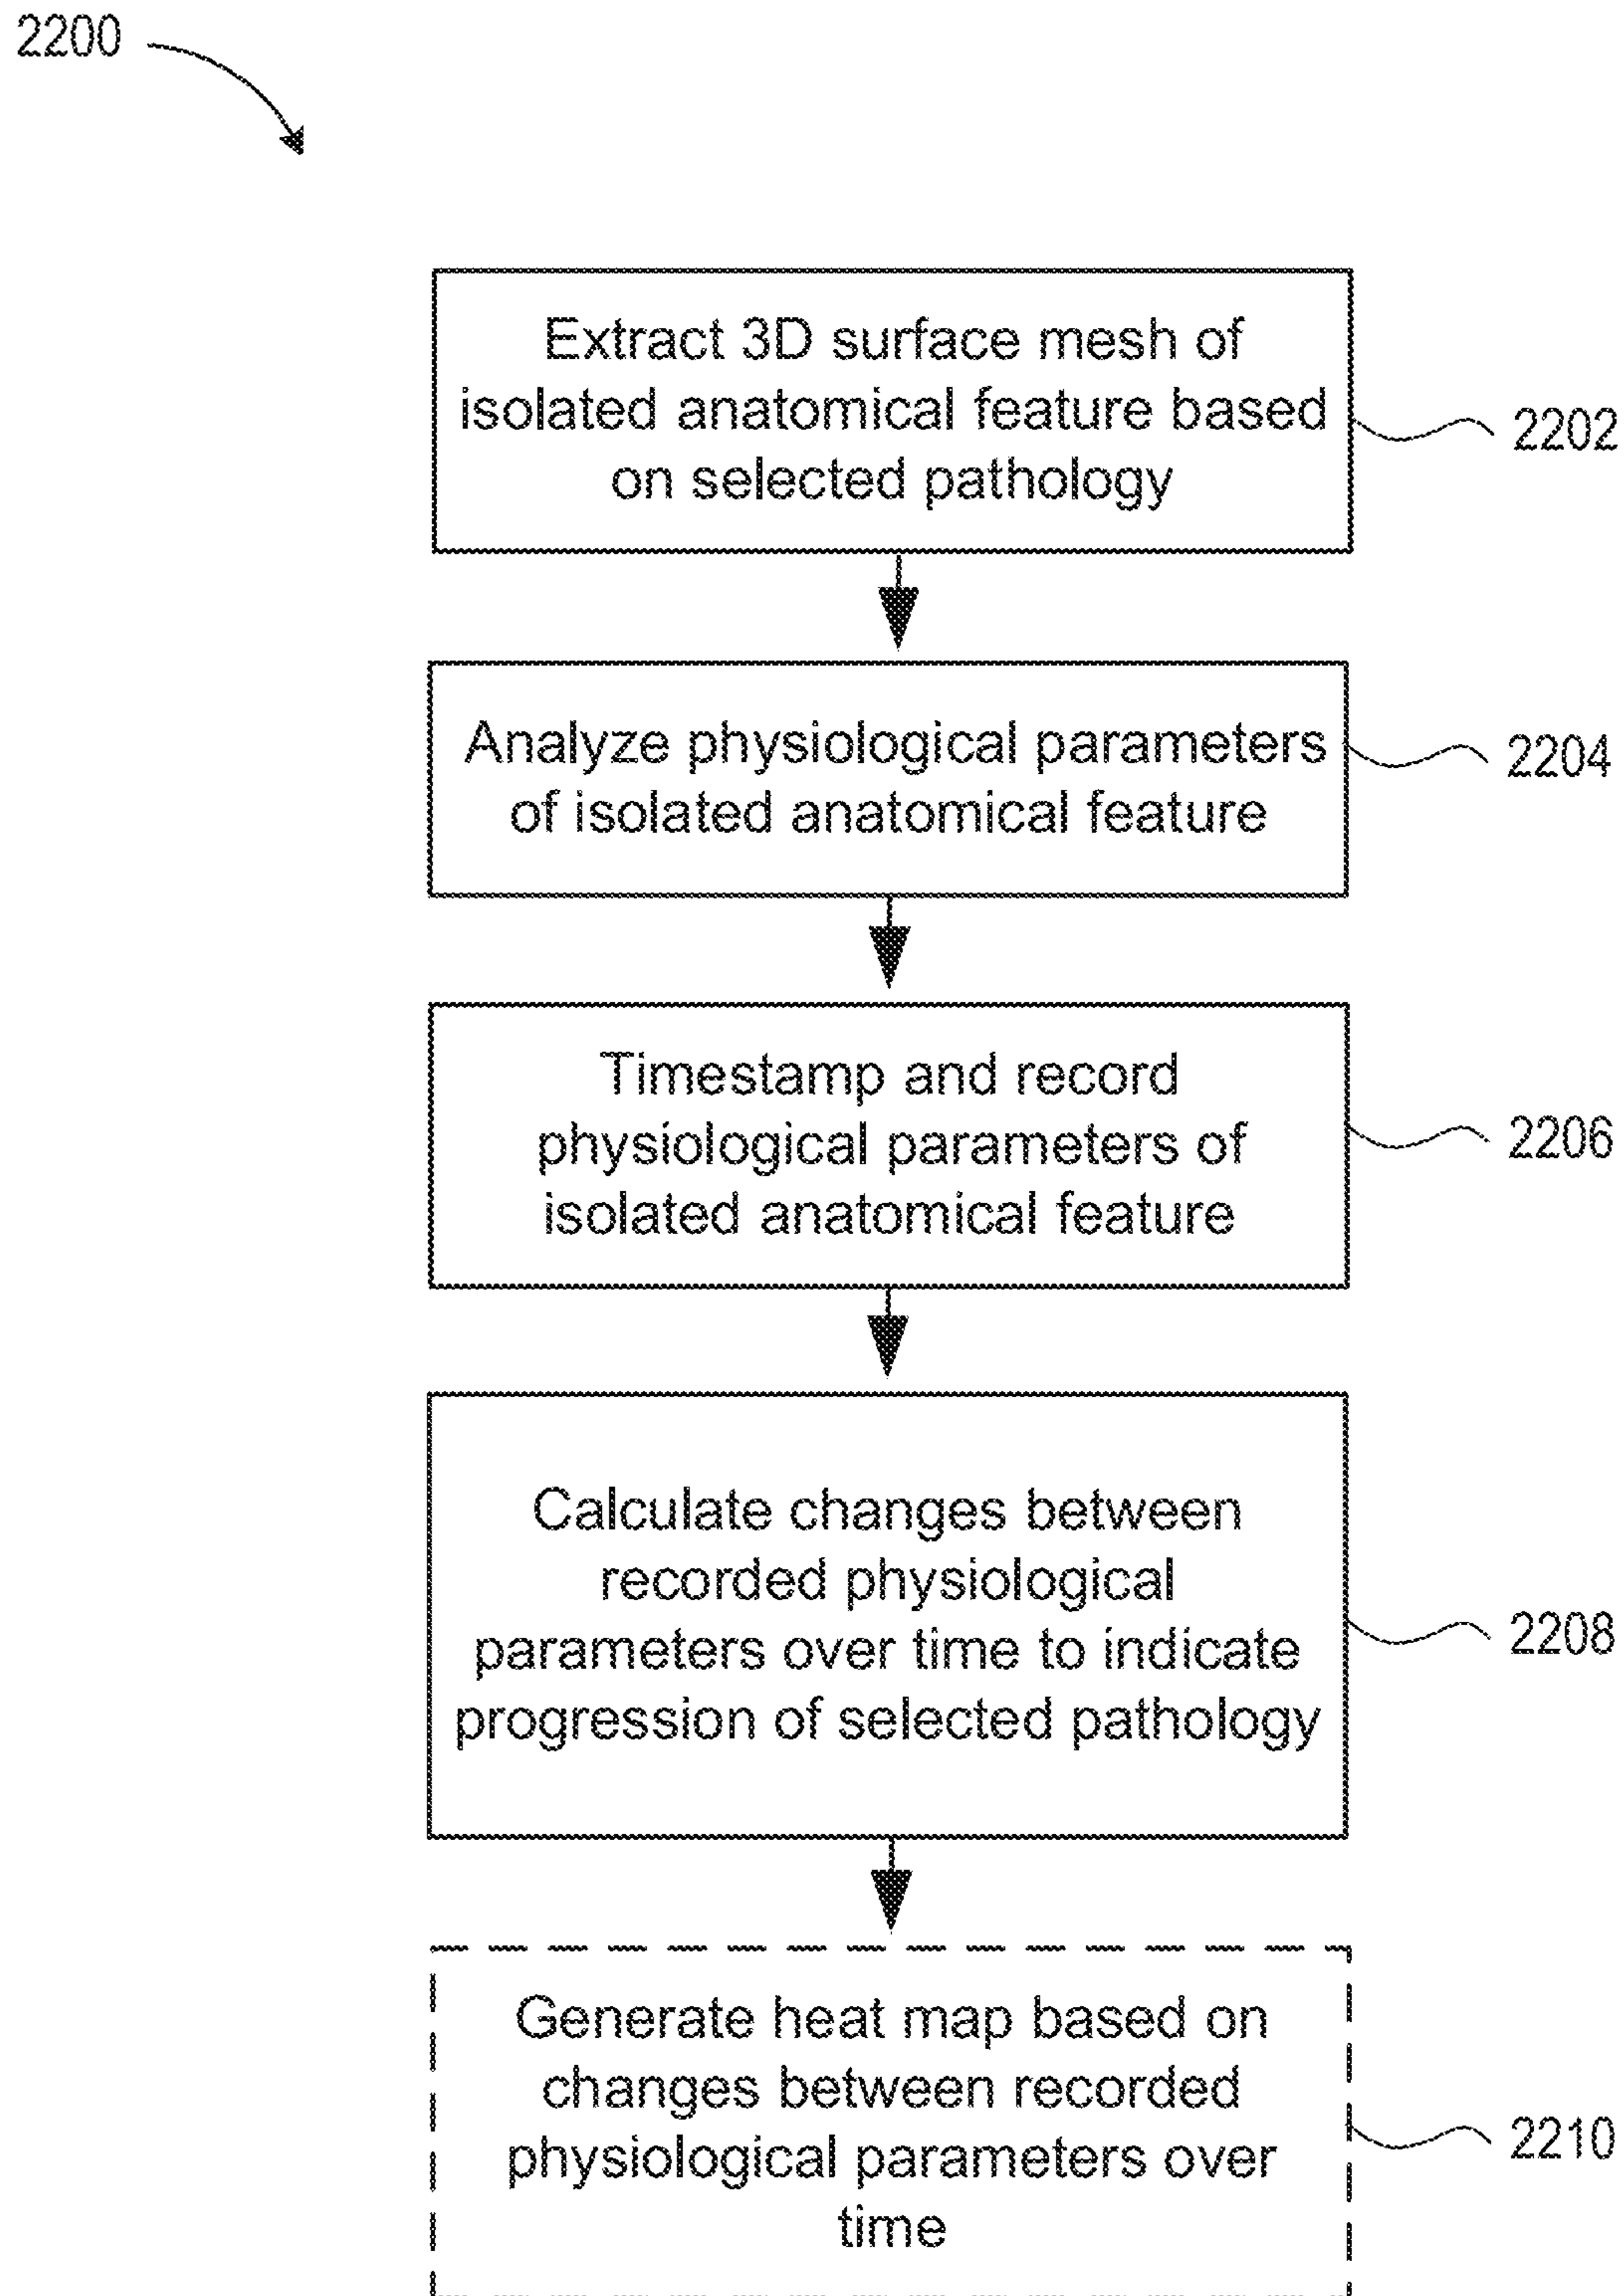 2200
Extract 3D surface mesh of
isolated anatomical feature based
on selected pathology
2202
Analyze physiological parameters
of isolated anatomical feature
2204
Timestamp and record
physiological parameters of
isolated anatomical feature
2206
Calculate changes between
recorded physiological
parameters over time to indicate
progression of selected pathology
2208
Generate heat map based on
changes between recorded
physiological parameters over
time
2210